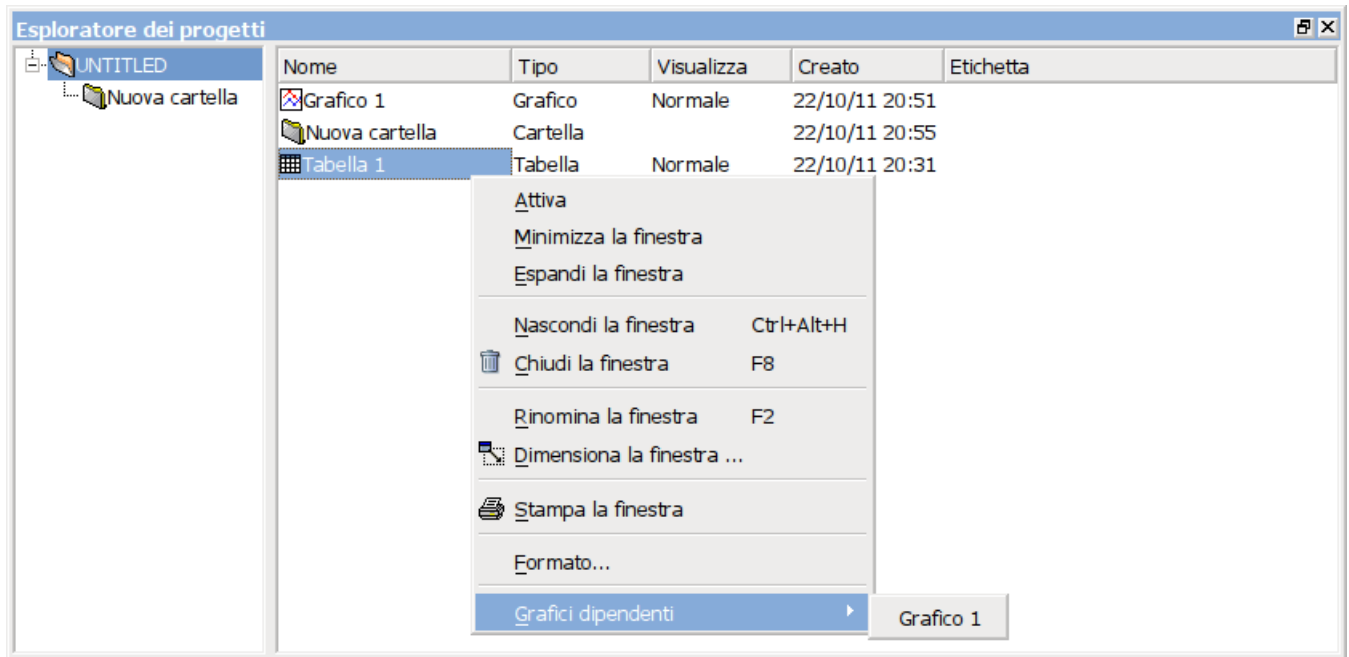 Esploratore dei progetti
UNTITLED
Nuova cartella
Nome Tipo Visualizza Creato Etichetta
Grafico 1 Grafico Normale 22/10/11 20:51
Nuova cartella Cartella 22/10/11 20:55
Tabella 1 Tabella Normale 22/10/11 20:31
Attiva
Minimizza la finestra
Espandi la finestra
Nascondi la finestra Ctrl+Alt+H
Chiudi la finestra F8
Rinomina la finestra F2
Dimensiona la finestra ...
Stampa la finestra
Formato...
Grafici dipendenti
Grafico 1